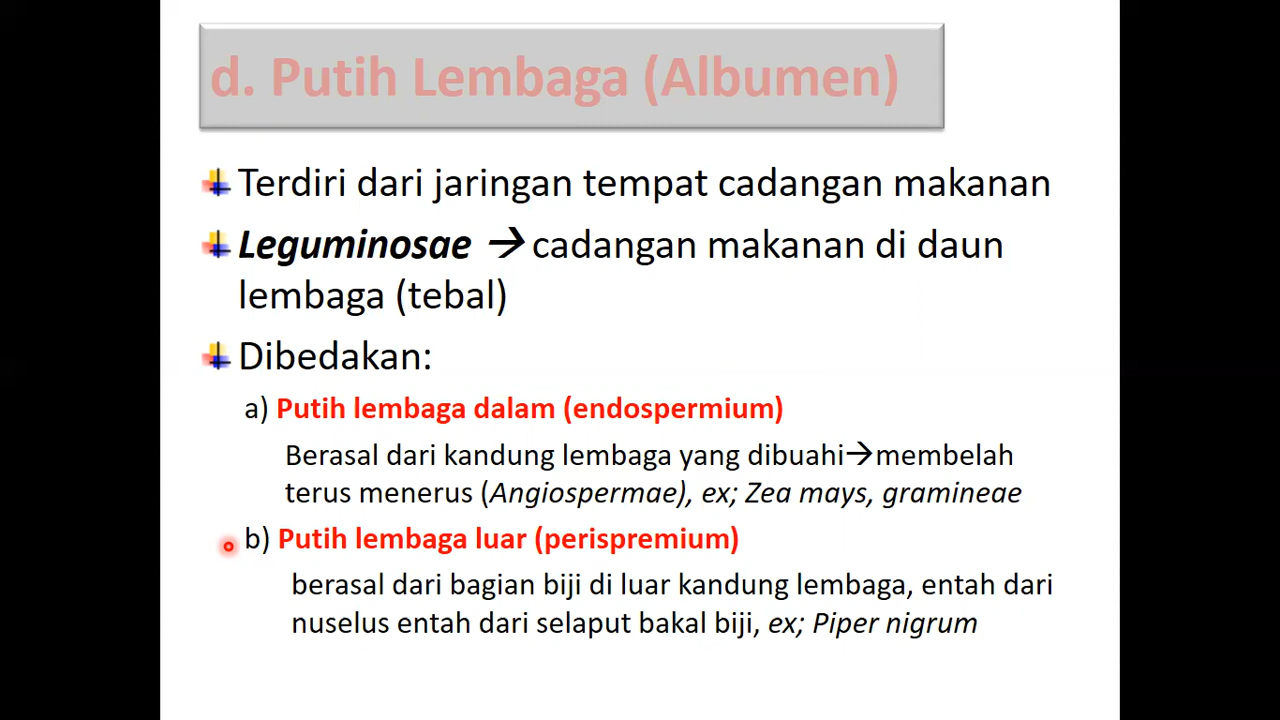 d. Putih Lembaga (Albumen)
Terdiri dari jaringan tempat cadangan makanan
Leguminosae → cadangan makanan di daun
lembaga (tebal)
Dibedakan:
a) Putih lembaga dalam (endospermium)
Berasal dari kandung lembaga yang dibuahi→membelah
terus menerus (Angiospermae), ex; Zea mays, gramineae
b) Putih lembaga luar (perispremium)
berasal dari bagian biji di luar kandung lembaga, entah dari
nuselus entah dari selaput bakal biji, ex; Piper nigrum